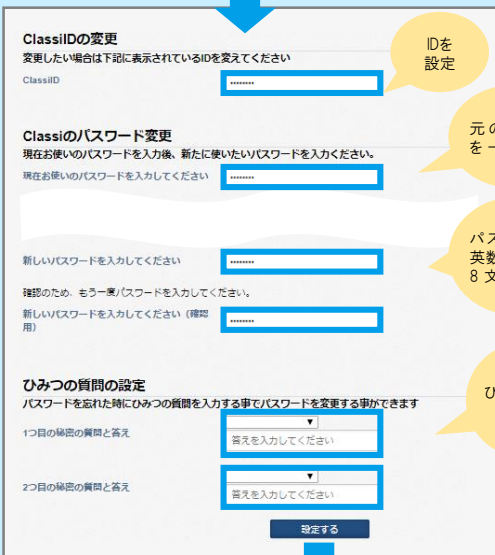 ClassiIDの変更
変更したい場合は下記に表示されているIDを変えてください
ClassiID
••••••••
IDを
設定
Classiのパスワード変更
現在お使いのパスワードを入力後、新たに使いたいパスワードを入力ください。
現在お使いのパスワードを入力してください
••••••••
元の
を一
新しいパスワードを入力してください
••••••••
パス
英数
8文
確認のため、もう一度パスワードを入力してください。
新しいパスワードを入力してください（確認
用）
••••••••
ひみつの質問の設定
パスワードを忘れた時にひみつの質問を入力する事でパスワードを変更する事ができます
ひ
1つ目の秘密の質問と答え
答えを入力してください
2つ目の秘密の質問と答え
答えを入力してください
設定する